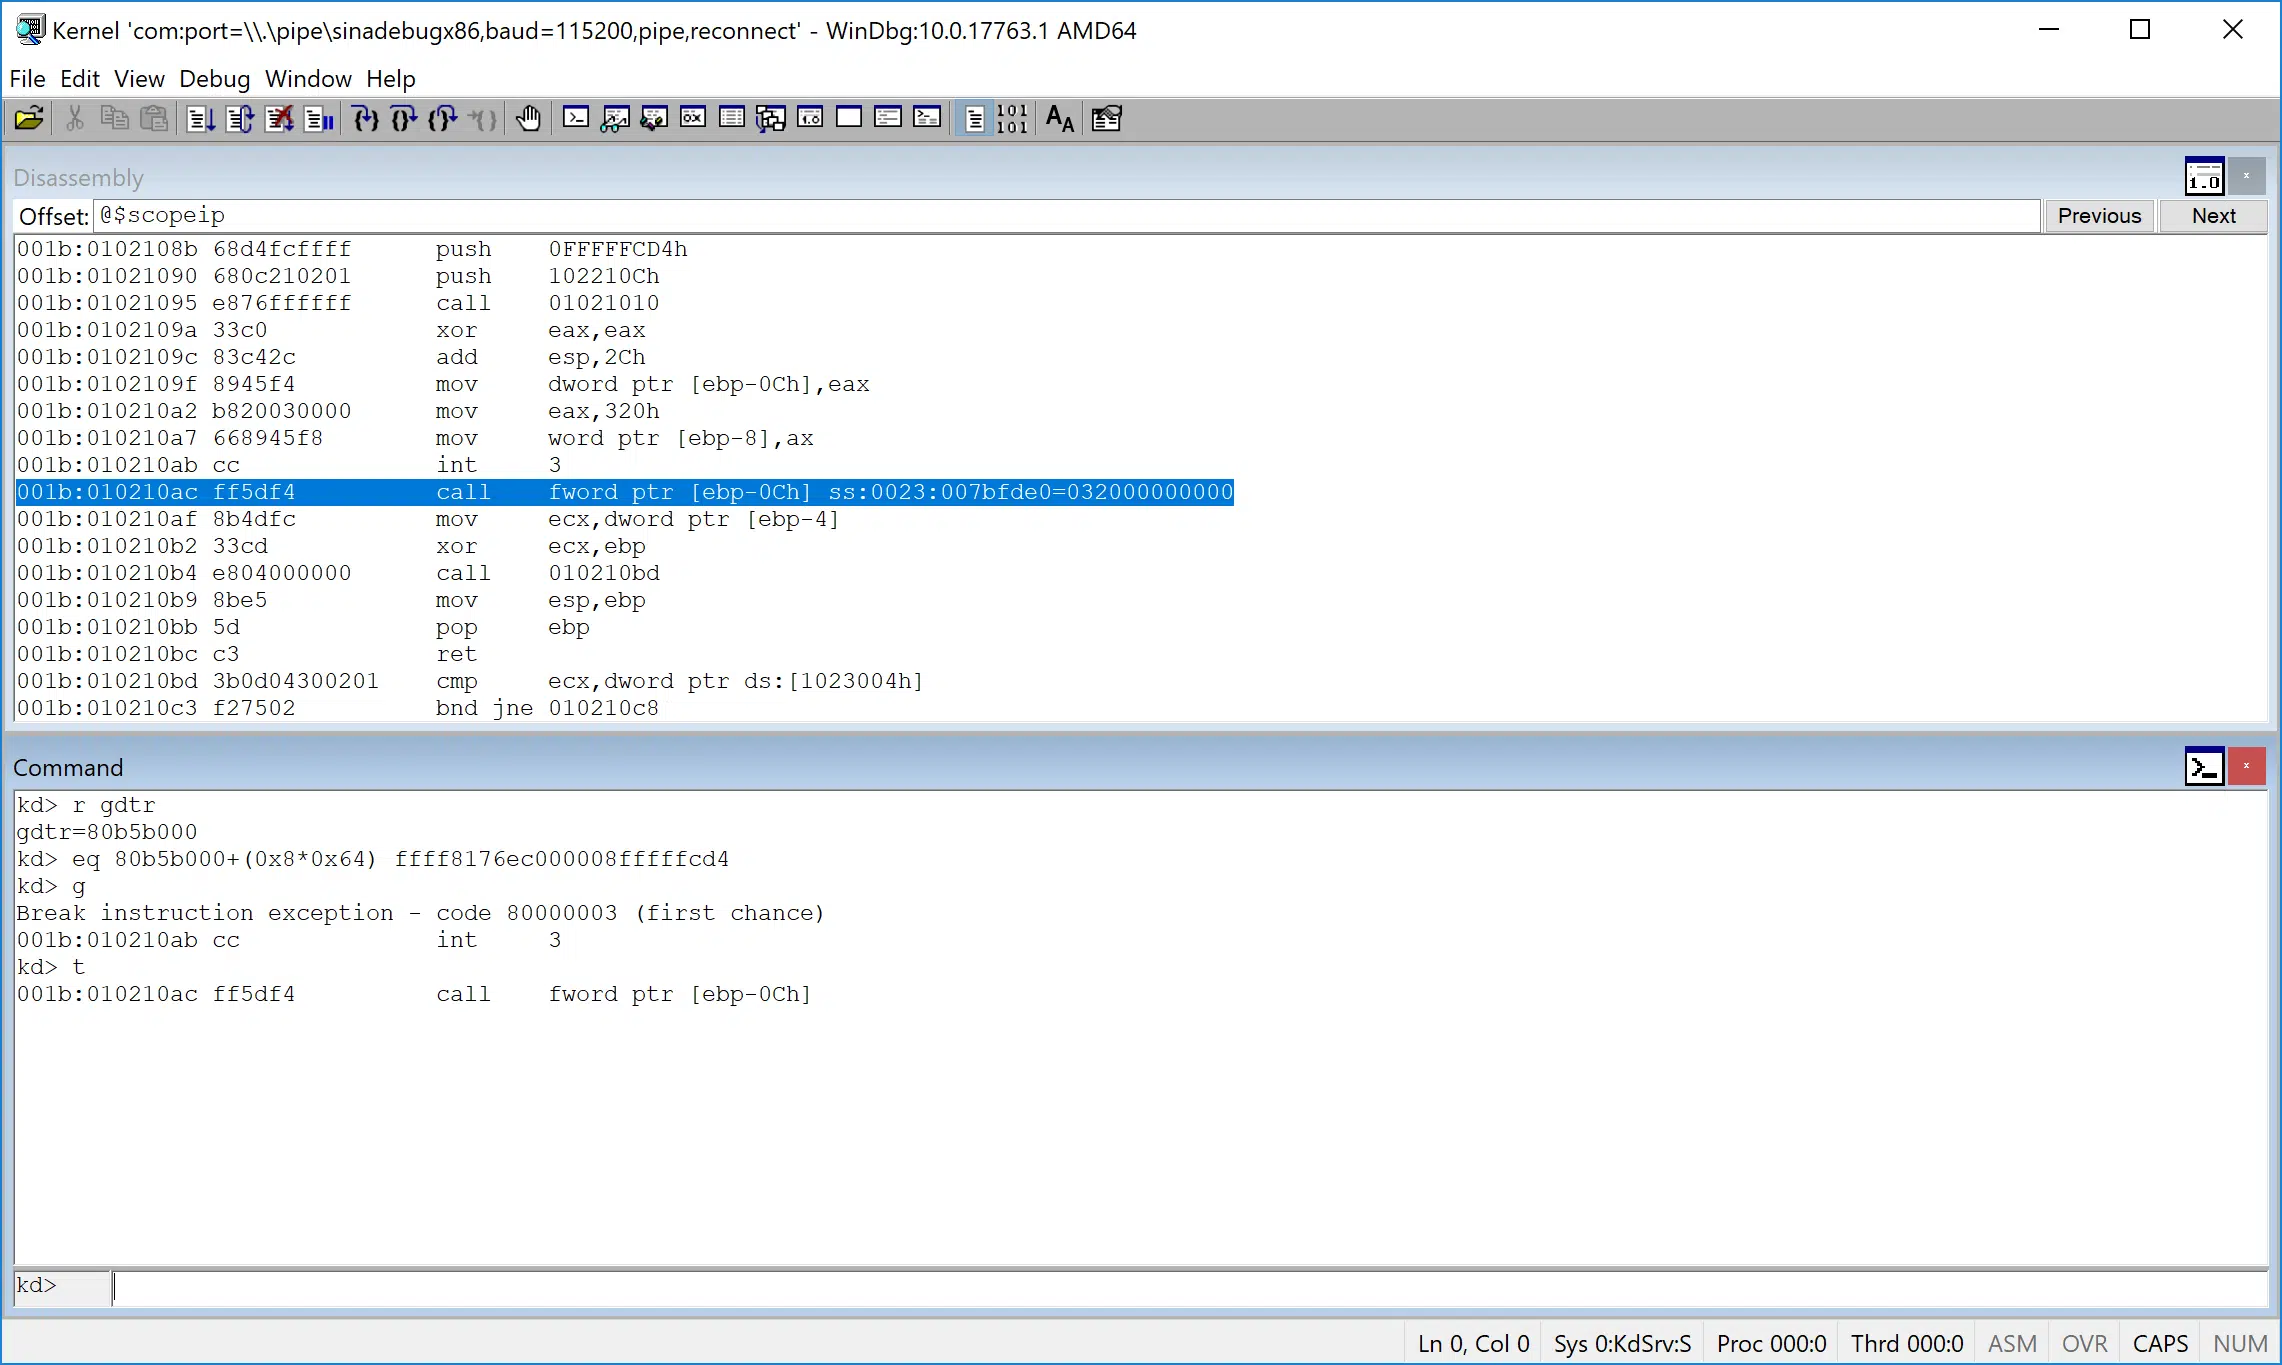 Kernel 'com:port=\\.\pipe\sinadebugx86,baud=115200,pipe,reconnect' - WinDbg:10.0.17763.1 AMD64
File Edit View Debug Window Help
Disassembly
Offset: @$scopeip Previous Next
001b:0102108b 68d4fcffff push 0FFFFFCD4h
001b:01021090 680c210201 push 102210Ch
001b:01021095 e876ffffff call 01021010
001b:0102109a 33c0 xor eax,eax
001b:0102109c 83c42c add esp,2Ch
001b:0102109f 8945f4 mov dword ptr [ebp-0Ch],eax
001b:010210a2 b820030000 mov eax,320h
001b:010210a7 668945f8 mov word ptr [ebp-8],ax
001b:010210ab cc int 3
001b:010210ac ff5df4 call fword ptr [ebp-0Ch] ss:0023:007bfde0=032000000000
001b:010210af 8b4dfc mov ecx,dword ptr [ebp-4]
001b:010210b2 33cd xor ecx,ebp
001b:010210b4 e804000000 call 010210bd
001b:010210b9 8be5 mov esp,ebp
001b:010210bb 5d pop ebp
001b:010210bc c3 ret
001b:010210bd 3b0d04300201 cmp ecx,dword ptr ds:[1023004h]
001b:010210c3 f27502 bnd jne 010210c8
Command
kd> r gdtr
gdtr=80b5b000
kd> eq 80b5b000+(0x8*0x64) ffff8176ec000008fffffcd4
kd> g
Break instruction exception - code 80000003 (first chance)
001b:010210ab cc int 3
kd> t
001b:010210ac ff5df4 call fword ptr [ebp-0Ch]
kd>
Ln 0, Col 0 Sys 0:KdSrv:S Proc 000:0 Thrd 000:0 ASM OVR CAPS NUM